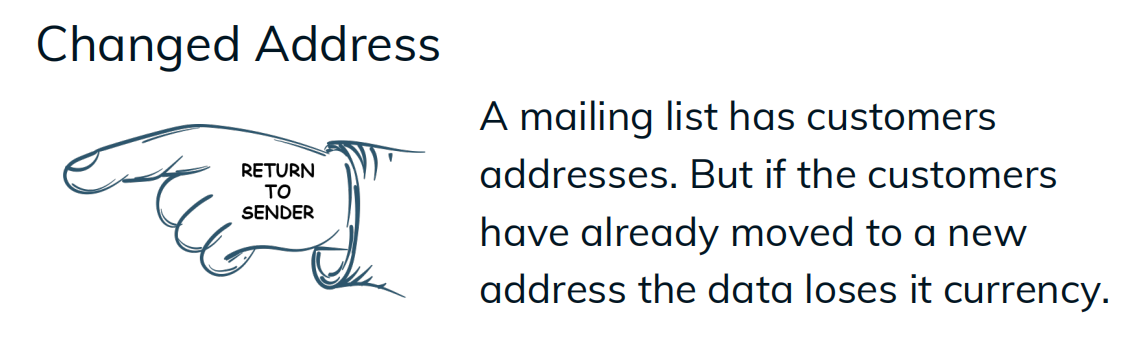 Changed Address
A mailing list has customers
addresses. But if the customers
have already moved to a new
address the data loses it currency.
RETURN
TO
SENDER